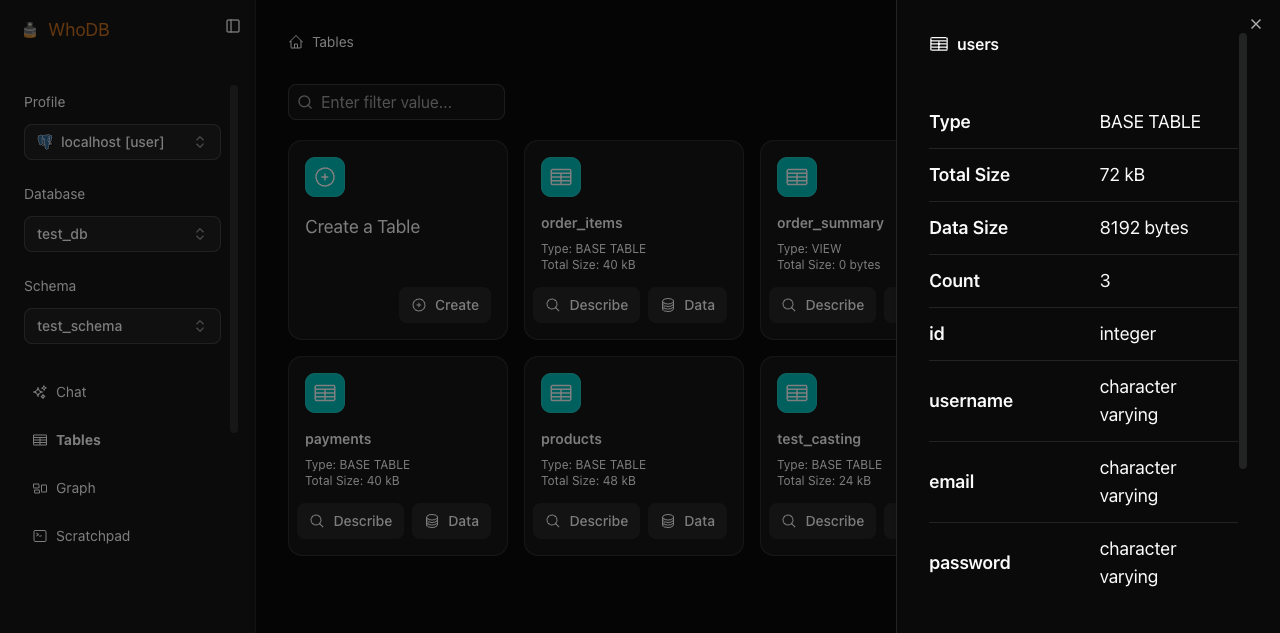 WhoDB
Profile
localhost [user]
Database
test_db
Schema
test_schema
Chat
Tables
Graph
Scratchpad
Tables
Enter filter value...
Create a Table
Create
order_items
Type: BASE TABLE
Total Size: 40 kB
Describe
Data
order_summary
Type: VIEW
Total Size: 0 bytes
Describe
payments
Type: BASE TABLE
Total Size: 40 kB
Describe
Data
products
Type: BASE TABLE
Total Size: 48 kB
Describe
Data
test_casting
Type: BASE TABLE
Total Size: 24 kB
Describe
users
Type BASE TABLE
Total Size 72 kB
Data Size 8192 bytes
Count 3
id integer
username character
varying
email character
varying
password character
varying